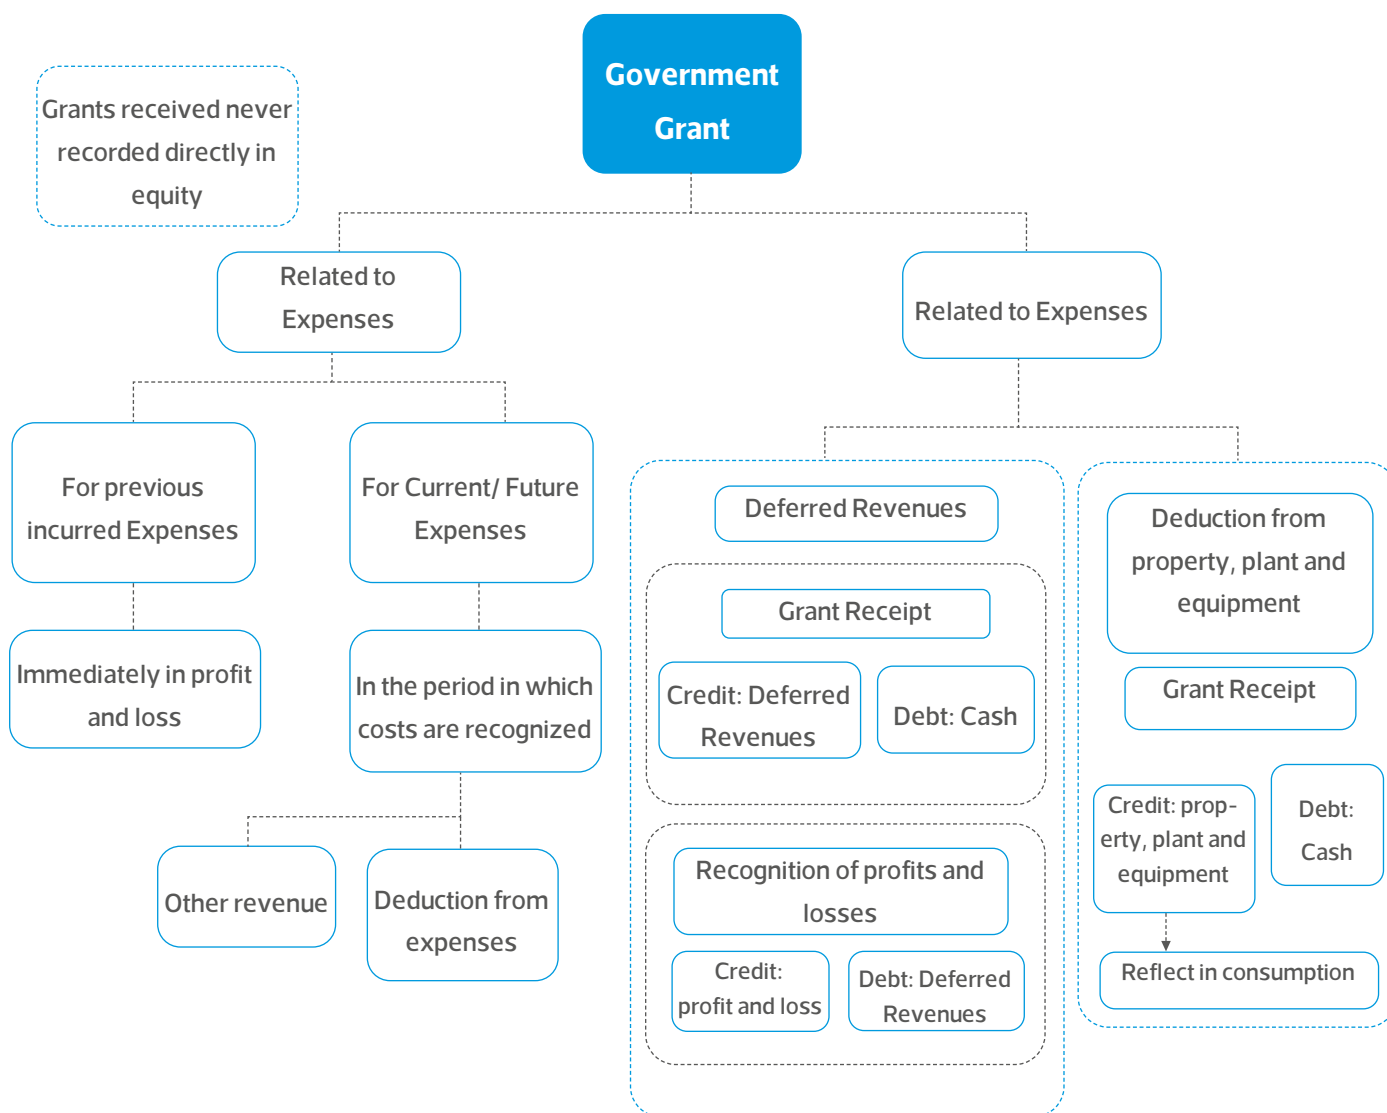 Government
Grant
Grants received never
recorded directly in
equity
Related to
Expenses
Related to Expenses
For previous
incurred Expenses
For Current/ Future
Expenses
Immediately in profit
and loss
In the period in which
costs are recognized
Other revenue
Deduction from
expenses
Deferred Revenues
Grant Receipt
Credit: Deferred
Revenues
Debt: Cash
Recognition of profits and
losses
Credit:
profit and loss
Debt: Deferred
Revenues
Deduction from
property, plant and
equipment
Grant Receipt
Credit: prop-
erty, plant and
equipment
Debt:
Cash
Reflect in consumption